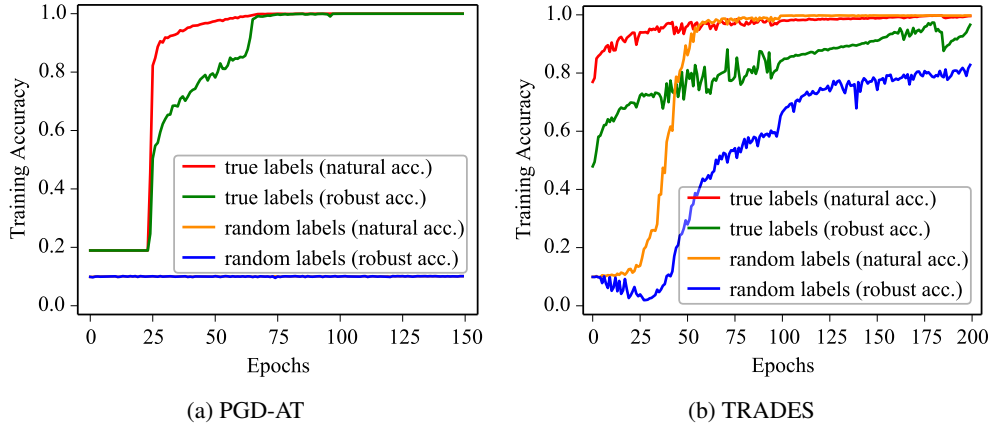 Training Accuracy
1.0
0.8
0.6
0.4
0.2
0.0
true labels (natural acc.)
true labels (robust acc.)
random labels (natural acc.)
random labels (robust acc.)
0 25 50 75 100 125 150
Epochs
(a) PGD-AT
Training Accuracy
1.0
0.8
0.6
0.4
0.2
0.0
true labels (natural acc.)
true labels (robust acc.)
random labels (natural acc.)
random labels (robust acc.)
0 25 50 75 100 125 150 175 200
Epochs
(b) TRADES